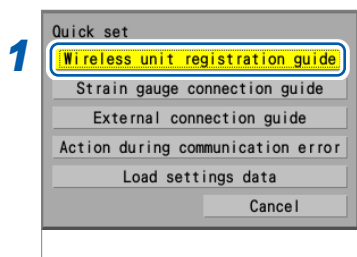 Quick set
1
Wireless unit registration guide
Strain gauge connection guide
External connection guide
Action during communication error
Load settings data
Cancel